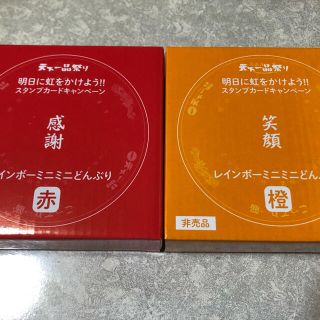 天下一品祭り
明日に虹をかけよう!!
スタンプカードキャンペーン
感謝
インボーミニミニどんぶり
赤
天下一品祭り
明日に虹をかけよう!!
スタンプカードキャンペーン
笑顔
レインボーミニミニどん
橙
非売品